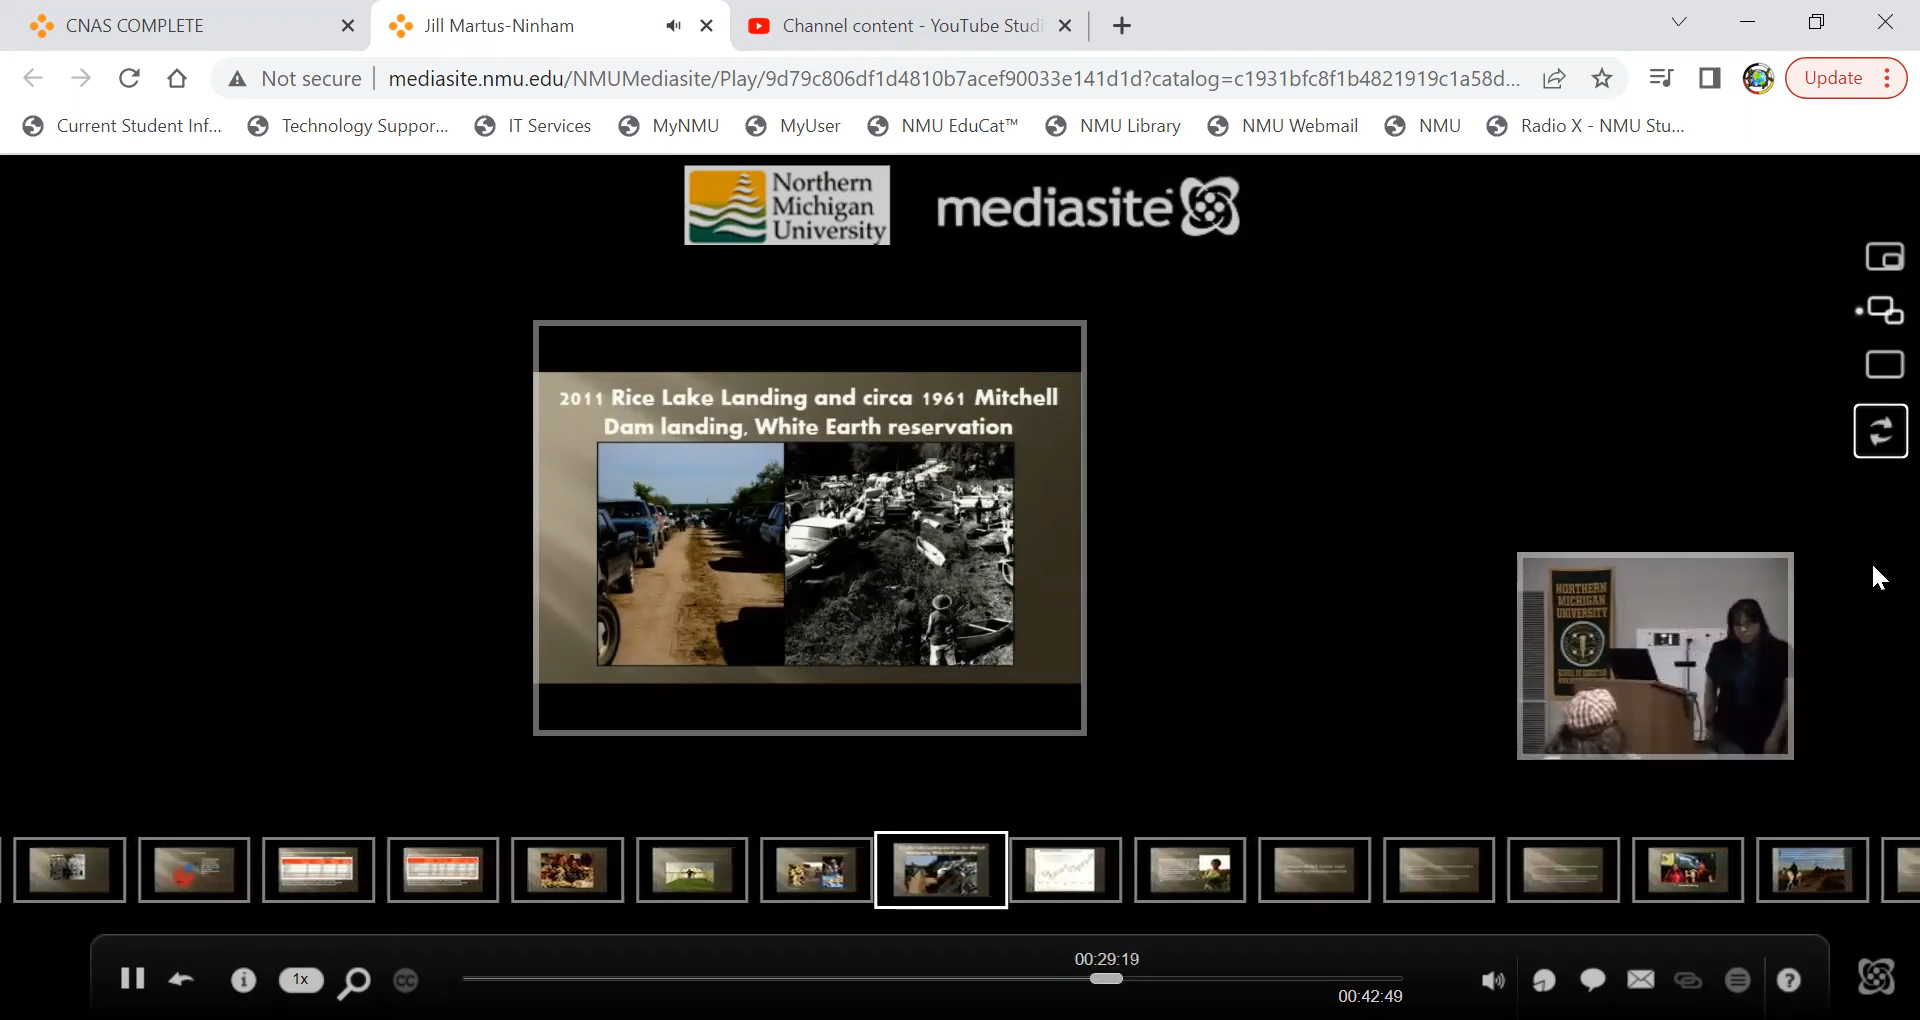 CNAS COMPLETE
Jill Martus-Ninham
Channel content - YouTube Studi
Not secure
mediasite.nmu.edu/NMUMediasite/Play/9d79c806df1d4810b7acef90033e141d1d?catalog=c1931bfc8f1b4821919c1a58d...
Update
Current Student Inf...
Technology Suppor...
IT Services
MyNMU
MyUser
NMU EduCat™
NMU Library
NMU Webmail
NMU
Radio X - NMU Stu...
Northern
Michigan
University
mediasite
2011 Rice Lake Landing and circa 1961 Mitchell
Dam landing, White Earth reservation
NORTHERN
MICHIGAN
UNIVERSITY
1x
cc
00:29:19
00:42:49